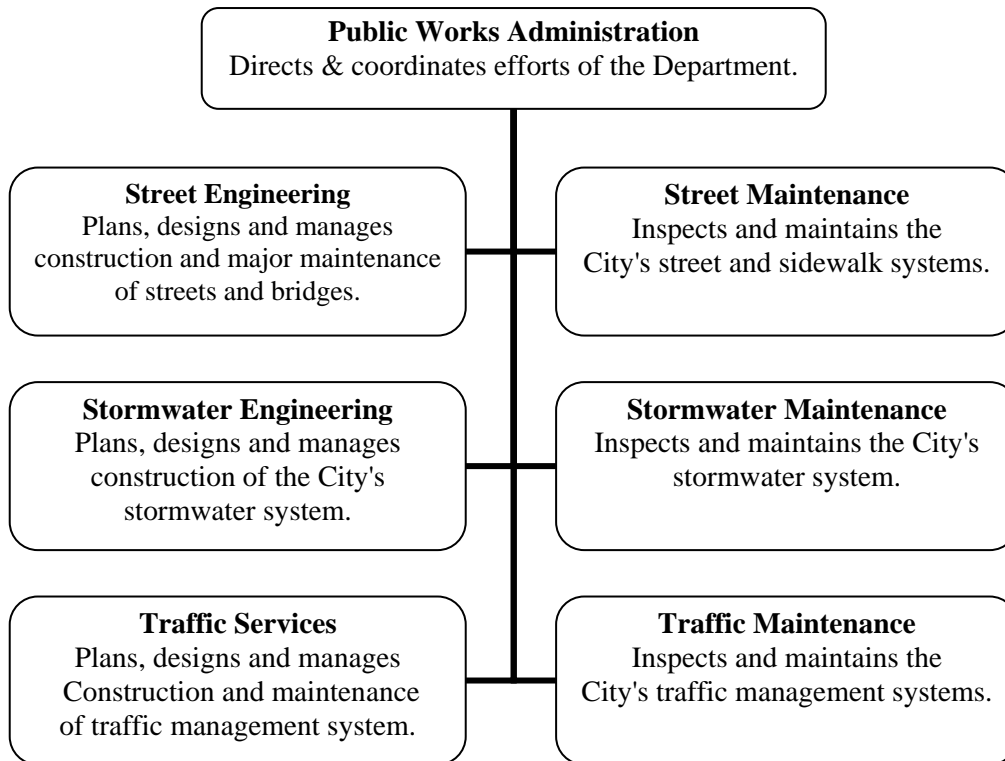 Public Works Administration
Directs & coordinates efforts of the Department.
Street Engineering
Plans, designs and manages
construction and major maintenance
of streets and bridges.
Street Maintenance
Inspects and maintains the
City's street and sidewalk systems.
Stormwater Engineering
Plans, designs and manages
construction of the City's
stormwater system.
Stormwater Maintenance
Inspects and maintains the City's
stormwater system.
Traffic Services
Plans, designs and manages
Construction and maintenance
of traffic management system.
Traffic Maintenance
Inspects and maintains the
City's traffic management systems.